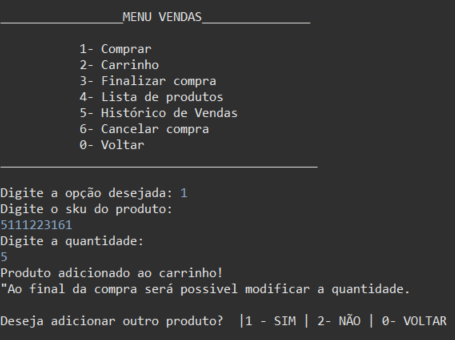 ________________MENU VENDAS______________
1- Comprar
2- Carrinho
3- Finalizar compra
4- Lista de produtos
5- Histórico de Vendas
6- Cancelar compra
0- Voltar
__________________________________________
Digite a opção desejada: 1
Digite o sku do produto:
5111223161
Digite a quantidade:
5
Produto adicionado ao carrinho!
"Ao final da compra será possivel modificar a quantidade.
Deseja adicionar outro produto?  |1 - SIM | 2- NÃO | 0- VOLTAR